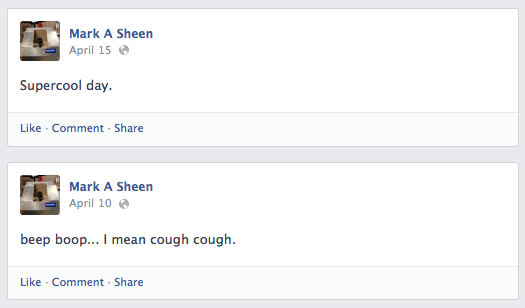 Mark A Sheen
April 15
Supercool day.
Like · Comment · Share
Mark A Sheen
April 10
beep boop... I mean cough cough.
Like · Comment · Share